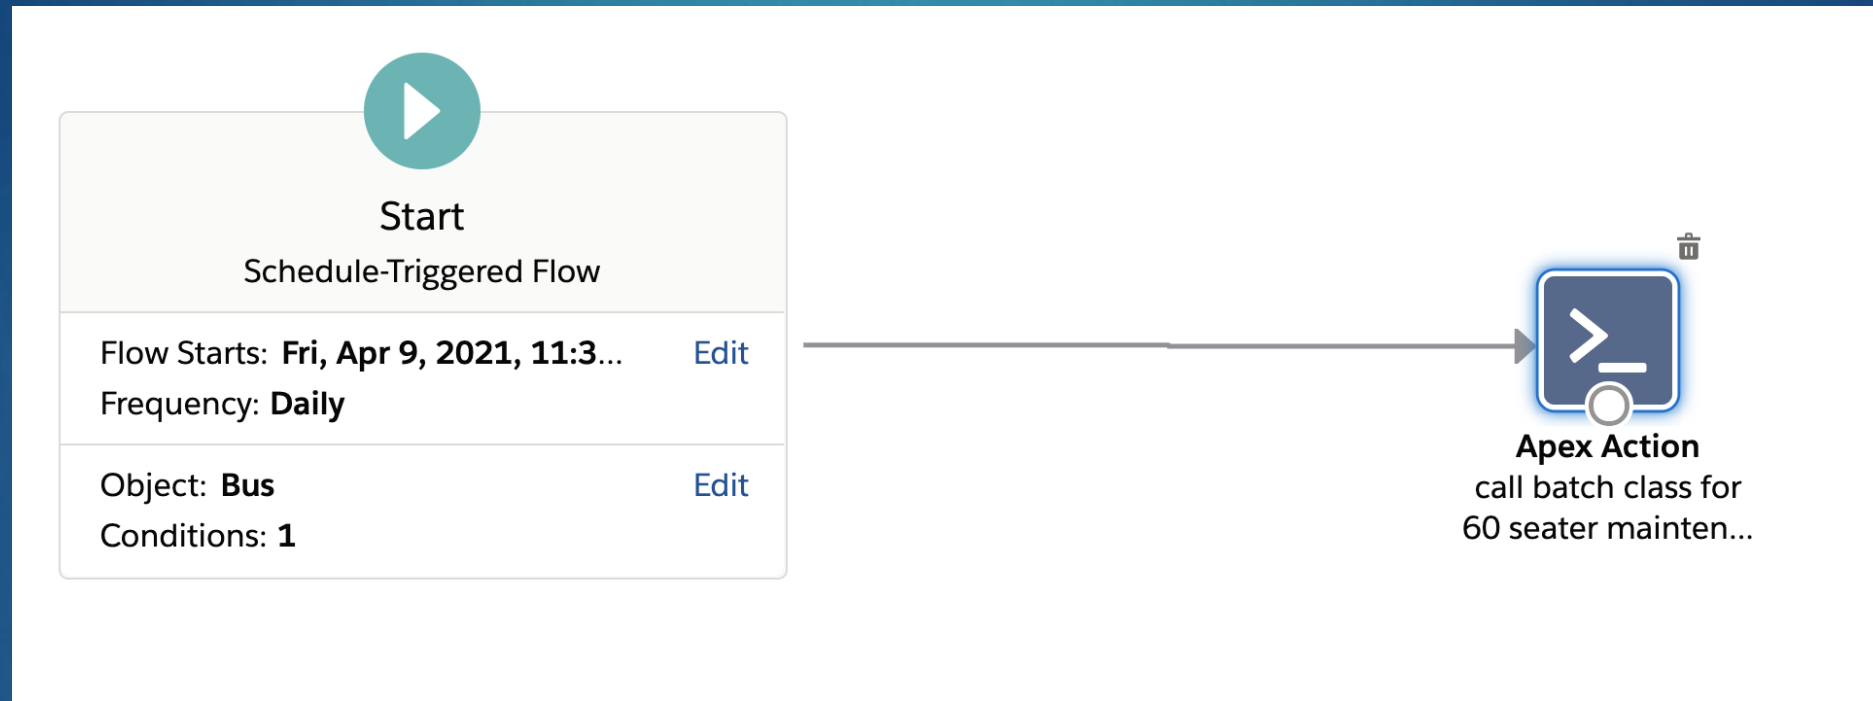 Start
Schedule-Triggered Flow
Flow Starts: Fri, Apr 9, 2021, 11:3... Edit
Frequency: Daily
Object: Bus Edit
Conditions: 1
Apex Action
call batch class for
60 seater mainten...